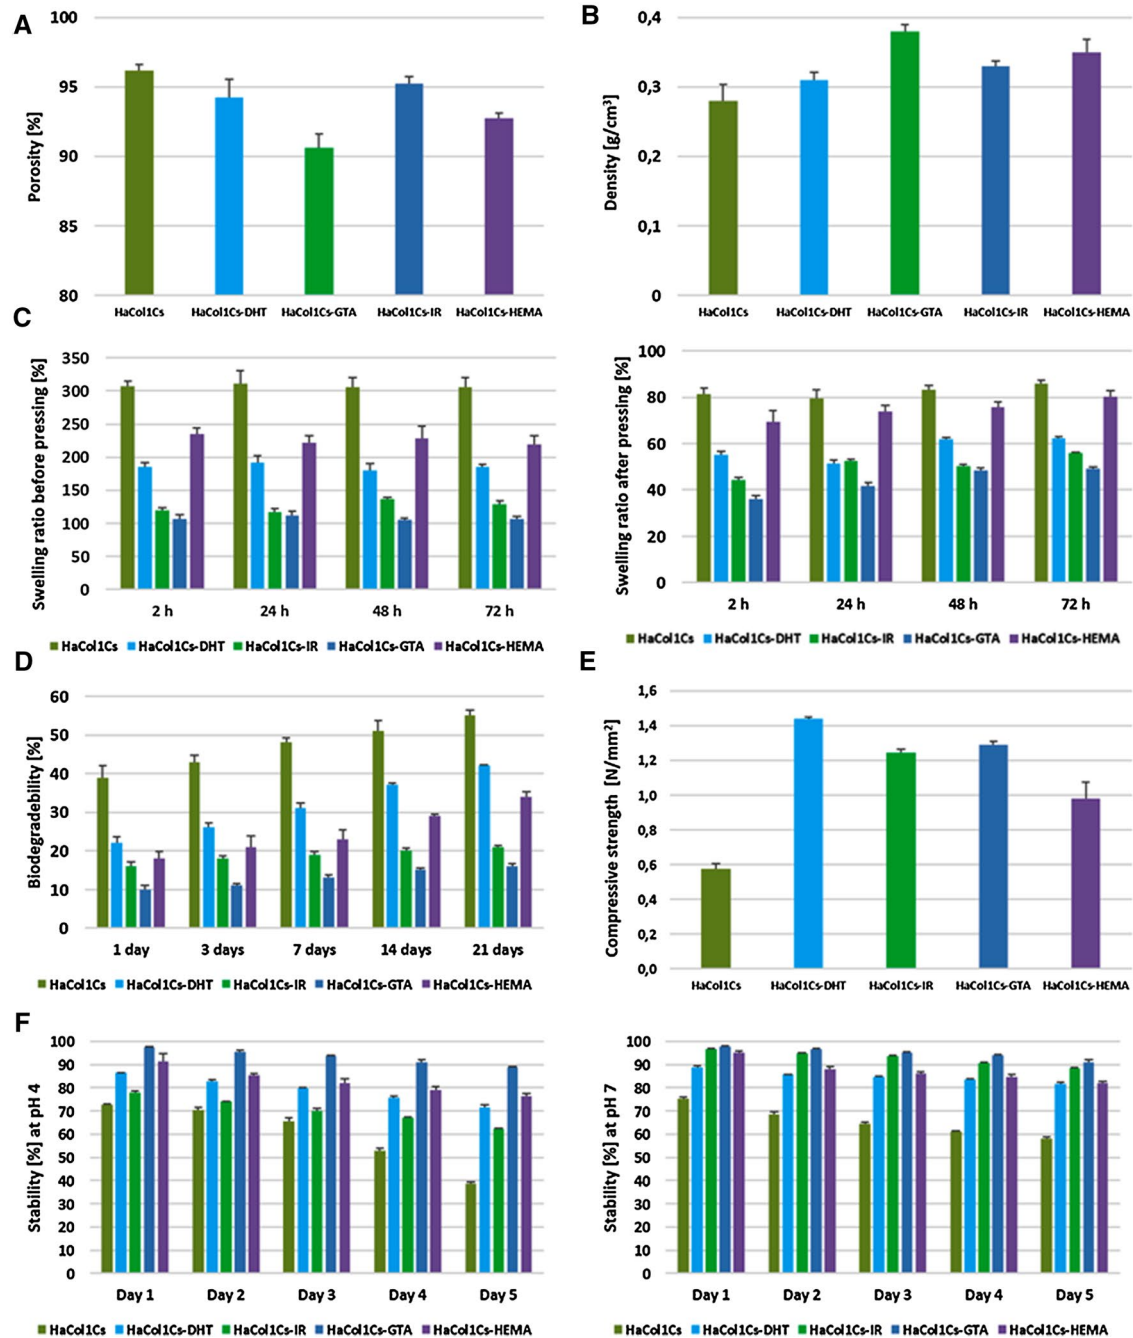 A
Porosity [%]
100
95
90
85
80
HaCol1Cs HaCol1Cs-DHT HaCol1Cs-GTA HaCol1Cs-IR HaCol1Cs-HEMA
B
Density [g/cm³]
0,4
0,3
0,2
0,1
0
HaCol1Cs HaCol1Cs-DHT HaCol1Cs-GTA HaCol1Cs-IR HaCol1Cs-HEMA
C
Swelling ratio before pressing [%]
350
300
250
200
150
100
50
0
2 h 24 h 48 h 72 h
HaCol1Cs HaCol1Cs-DHT HaCol1Cs-IR HaCol1Cs-GTA HaCol1Cs-HEMA
Swelling ratio after pressing [%]
100
80
60
40
20
0
2 h 24 h 48 h 72 h
HaCol1Cs HaCol1Cs-DHT HaCol1Cs-IR HaCol1Cs-GTA HaCol1Cs-HEMA
D
Biodegradebility [%]
60
50
40
30
20
10
0
1 day 3 days 7 days 14 days 21 days
HaCol1Cs HaCol1Cs-DHT HaCol1Cs-IR HaCol1Cs-GTA HaCol1Cs-HEMA
E
Compressive strength [N/mm²]
1,6
1,4
1,2
1,0
0,8
0,6
0,4
0,2
0,0
HaCol1Cs HaCol1Cs-DHT HaCol1Cs-IR HaCol1Cs-GTA HaCol1Cs-HEMA
F
Stability [%] at pH 4
100
90
80
70
60
50
40
30
20
10
0
Day 1 Day 2 Day 3 Day 4 Day 5
HaCol1Cs HaCol1Cs-DHT HaCol1Cs-IR HaCol1Cs-GTA HaCol1Cs-HEMA
Stability [%] at pH 7
100
90
80
70
60
50
40
30
20
10
0
Day 1 Day 2 Day 3 Day 4 Day 5
HaCol1Cs HaCol1Cs-DHT HaCol1Cs-IR HaCol1Cs-GTA HaCol1Cs-HEMA